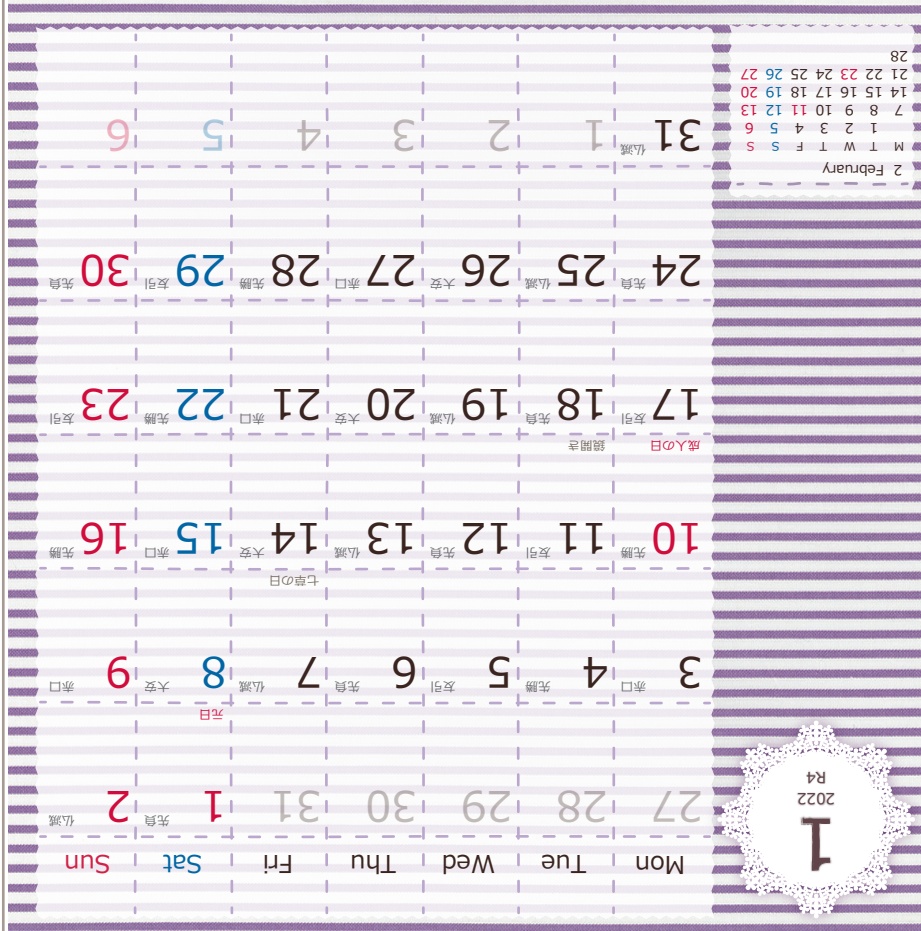 1
2022
R4
Mon Tue Wed Thu Fri Sat Sun
27 28 29 30 31 1 先負 2 仏滅
元日
3 赤口 4 先勝 5 友引 6 先負 7 仏滅 8 大安 9 赤口
七草の日
10 先勝 11 友引 12 先負 13 仏滅 14 大安 15 赤口 16 先勝
成人の日 鏡開き
17 友引 18 先負 19 仏滅 20 大安 21 赤口 22 先勝 23 友引
24 先負 25 仏滅 26 大安 27 赤口 28 先勝 29 友引 30 先負
31 仏滅 1 2 3 4 5 6
2 February
M T W T F S S
1 2 3 4 5 6
7 8 9 10 11 12 13
14 15 16 17 18 19 20
21 22 23 24 25 26 27
28